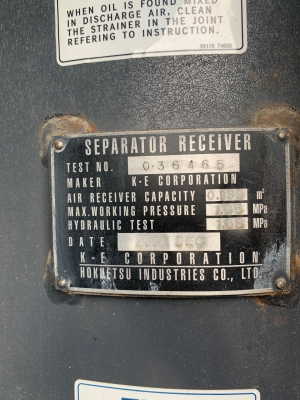 WHEN OIL IS FOUND MIXED
IN DISCHARGE AIR, CLEAN
THE STRAINER IN THE JOINT
REFERING TO INSTRUCTION.
SEPARATOR RECEIVER
TEST NO. 0·36465
MAKER K·E CORPORATION
AIR RECEIVER CAPACITY m³
MAX.WORKING PRESSURE MPa
HYDRAULIC TEST MPa
DATE
K·E CORPORATION
HOKUETSU INDUSTRIES CO., LTD.